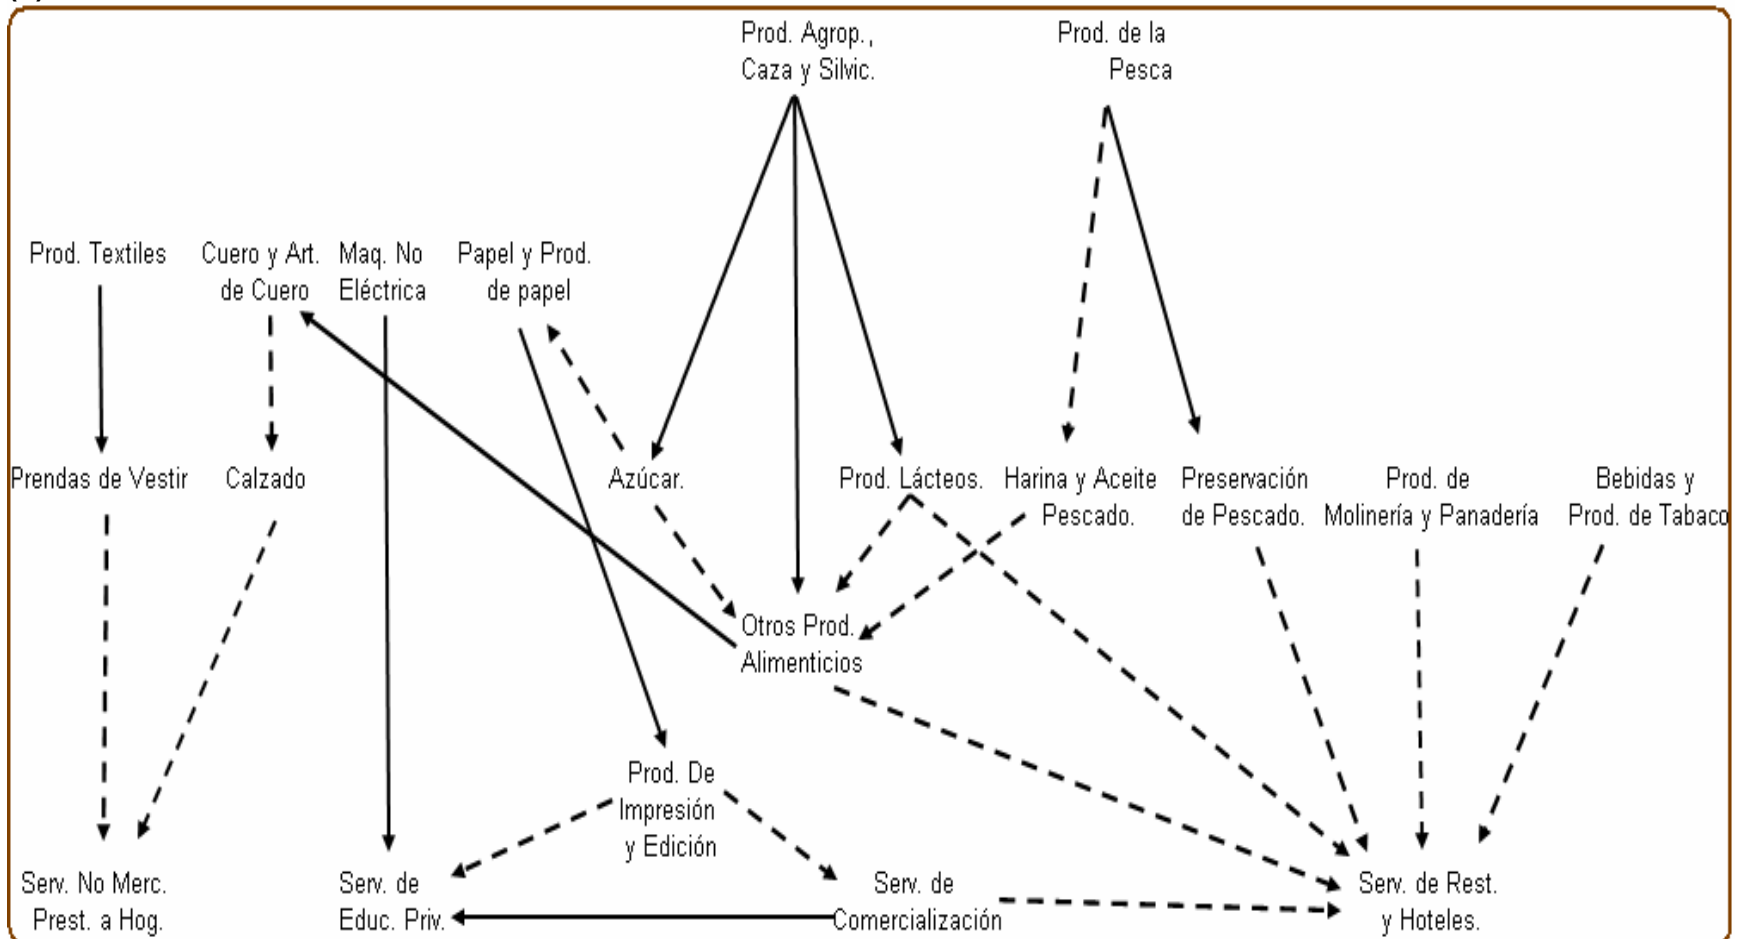 Prod. Agrop.,
Caza y Silvic.
Prod. de la
Pesca
Prod. Textiles
Cuero y Art.
de Cuero
Maq. No
Eléctrica
Papel y Prod.
de papel
Prendas de Vestir
Calzado
Azúcar.
Prod. Lácteos.
Harina y Aceite
Pescado.
Preservación
de Pescado.
Prod. de
Molinería y Panadería
Bebidas y
Prod. de Tabaco
Otros Prod.
Alimenticios
Prod. De
Impresión
y Edición
Serv. No Merc.
Prest. a Hog.
Serv. de
Educ. Priv.
Serv. de
Comercialización
Serv. de Rest.
y Hoteles.